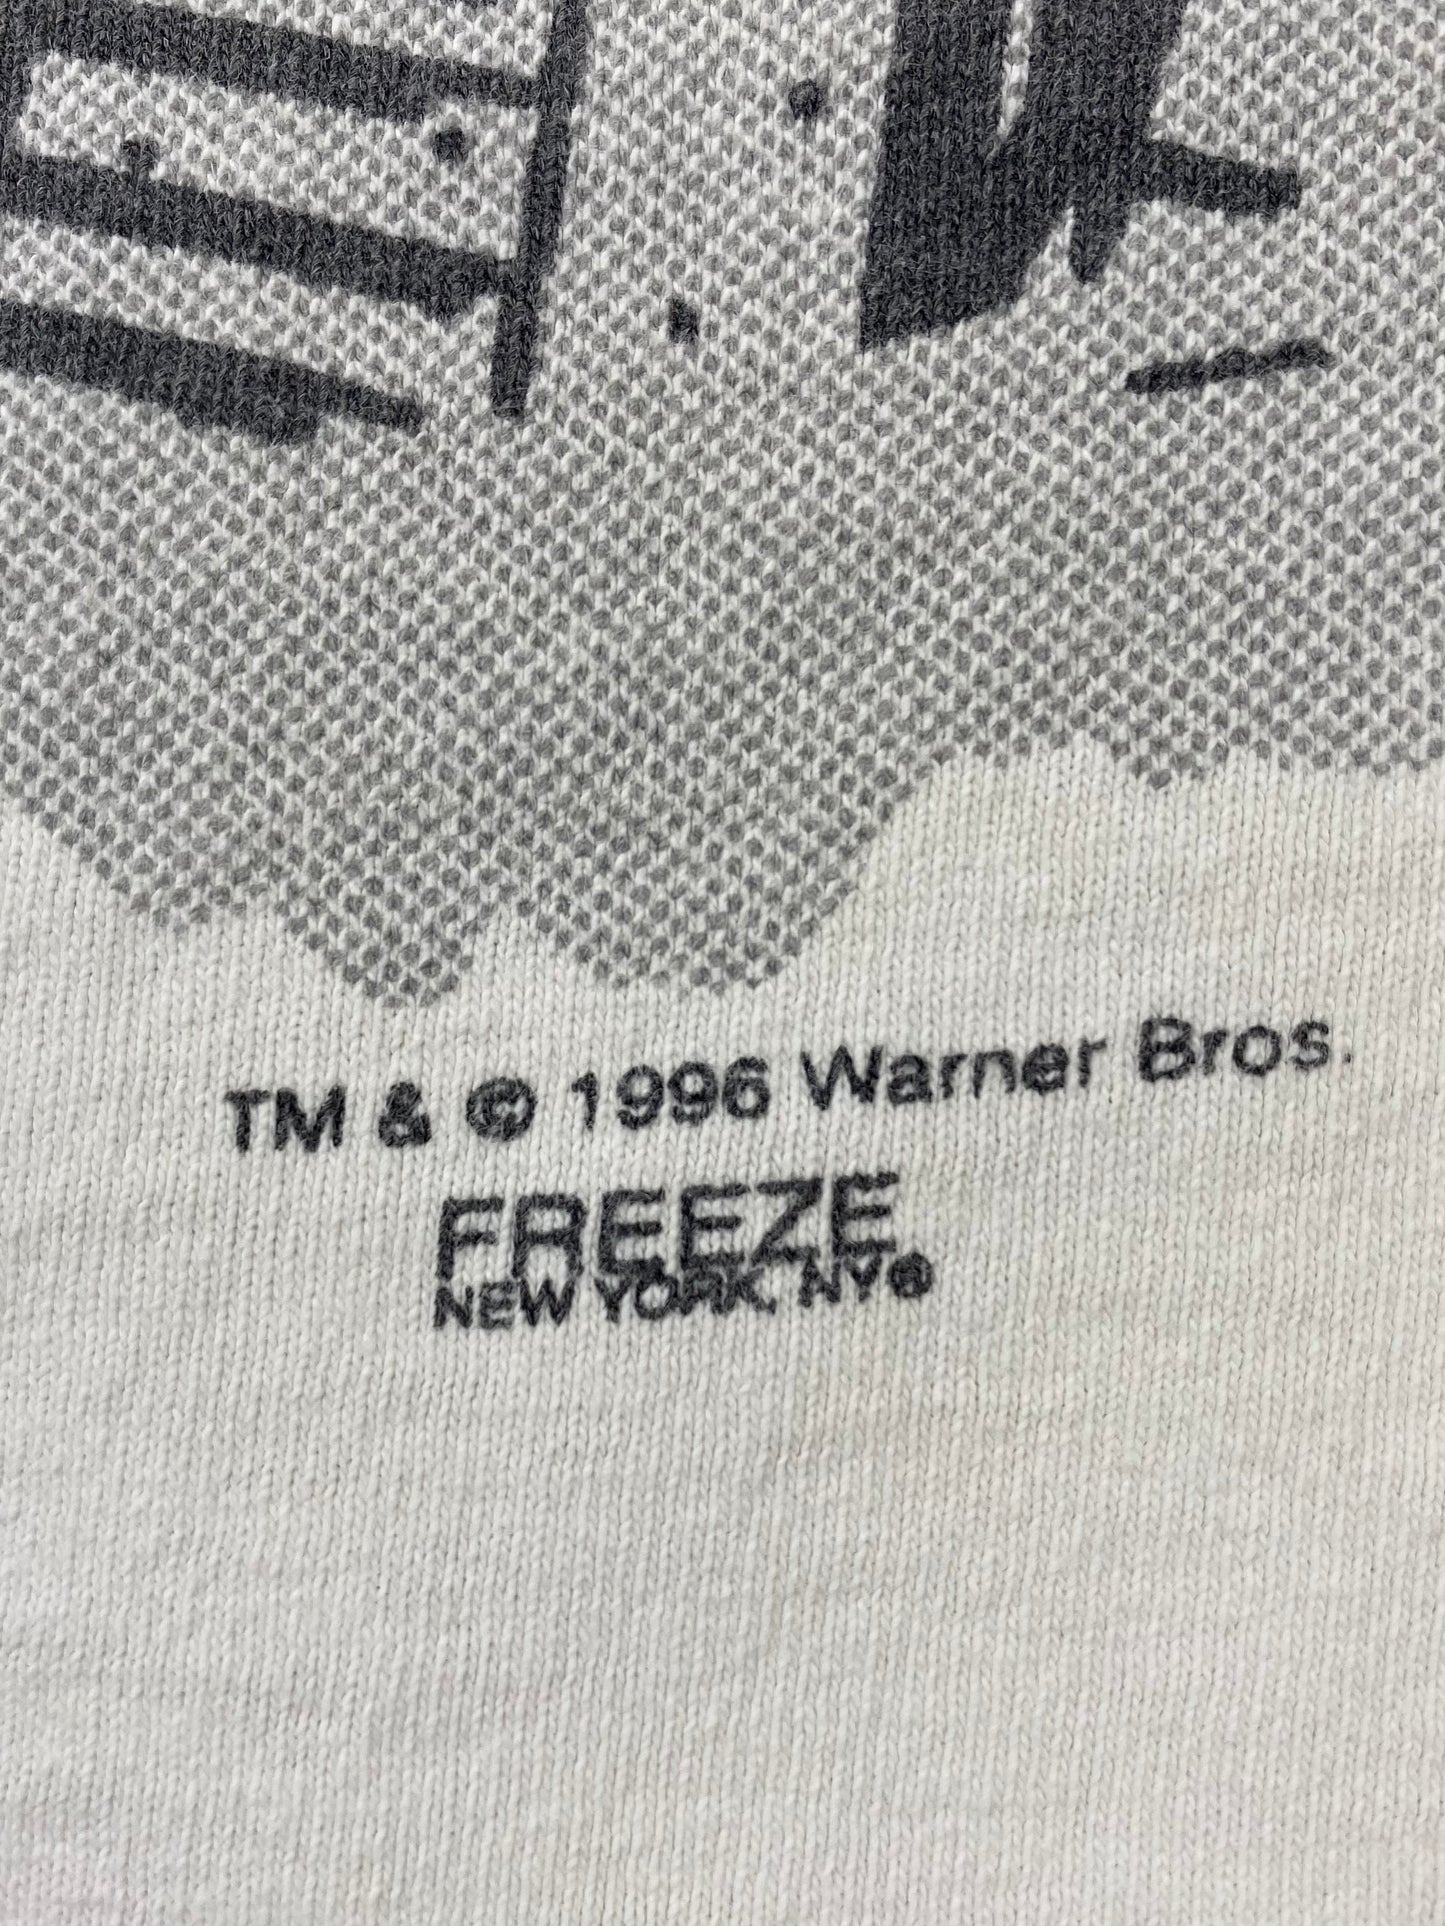 TM & © 1996 Warner Bros.
FREEZE
NEW YORK, NY®